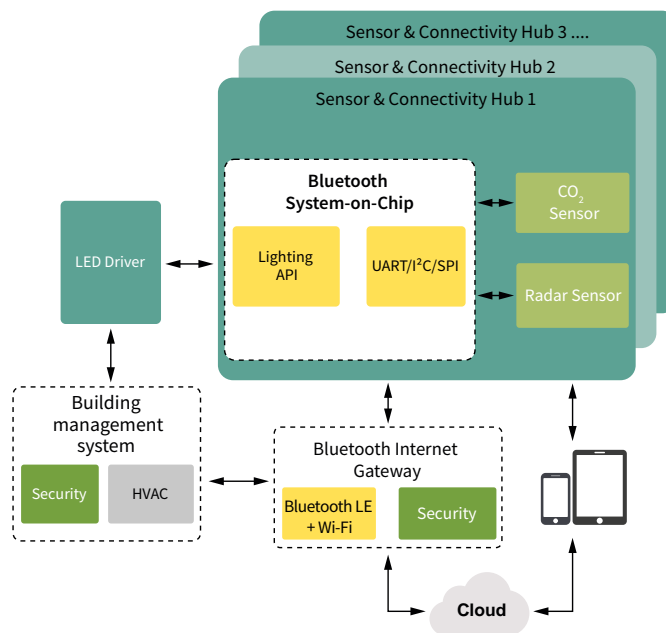 Sensor & Connectivity Hub 3 ....
Sensor & Connectivity Hub 2
Sensor & Connectivity Hub 1
Bluetooth
System-on-Chip
Lighting
API
UART/I²C/SPI
CO₂
Sensor
Radar Sensor
LED Driver
Building
management
system
Security
HVAC
Bluetooth Internet
Gateway
Bluetooth LE
+ Wi-Fi
Security
Cloud